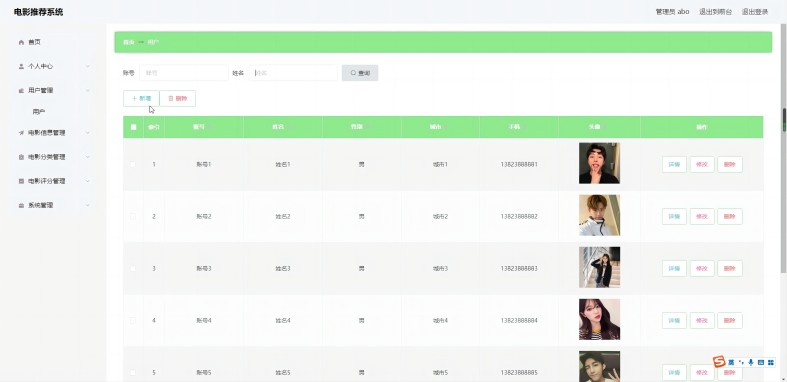 电影推荐系统
管理员 abo 退出到前台 退出登录
首页
个人中心
用户管理
用户
电影信息管理
电影分类管理
电影评分管理
系统管理
首页 用户
账号 账号 姓名 姓名 查询
新增 删除
索引 账号 姓名 性别 城市 手机 头像 操作
1 账号1 姓名1 男 城市1 13823888881 详情 修改 删除
2 账号2 姓名2 男 城市2 13823888882 详情 修改 删除
3 账号3 姓名3 男 城市3 13823888883 详情 修改 删除
4 账号4 姓名4 男 城市4 13823888884 详情 修改 删除
5 账号5 姓名5 男 城市5 13823888885 详情 修改 删除
英